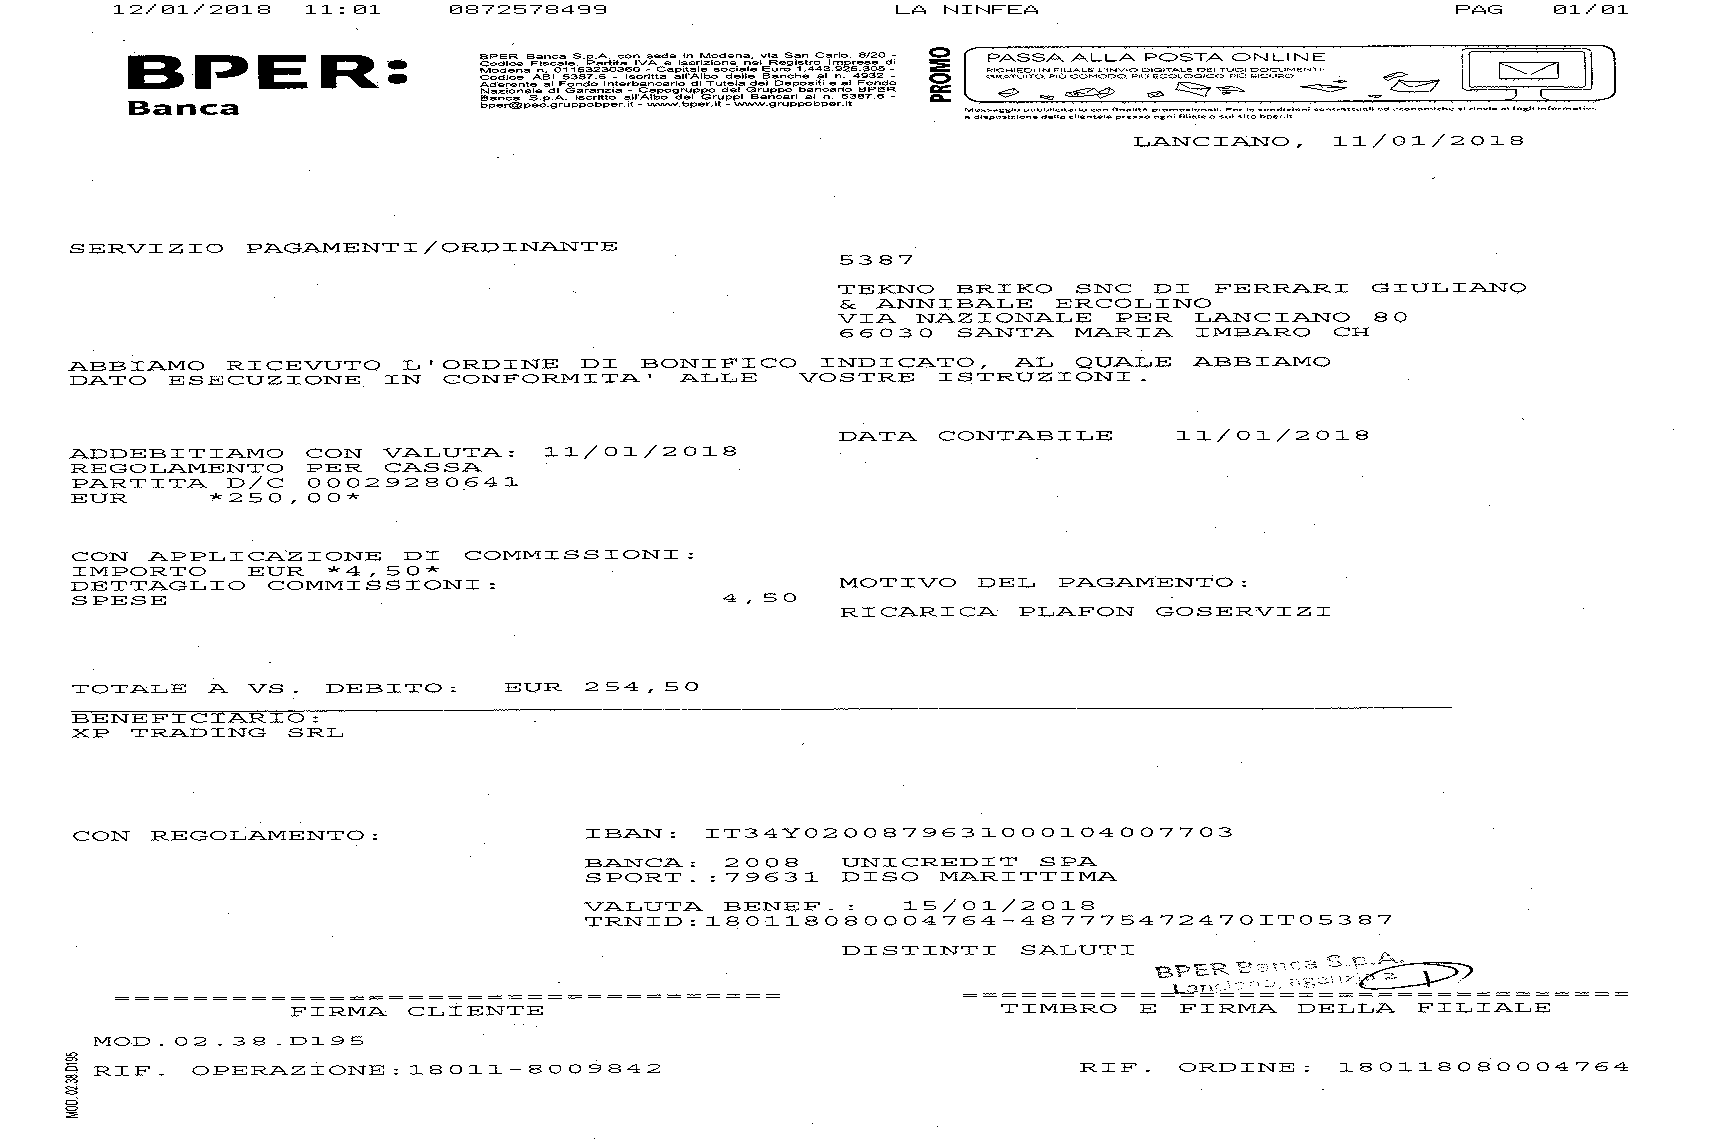 12/01/2018 11:01 0872578499 LA NINFEA PAG 01/01
BPER:
Banca
BPER Banca S.p.A. con sede in Modena, via San Carlo, 8/20 -
Codice Fiscale, Partita IVA e iscrizione nel Registro Imprese di
Modena n. 01153230360 - Capitale sociale Euro 1.443.925.305 -
Codice ABI 5387.6 - Iscritta all'Albo delle Banche al n. 4932 -
Aderente al Fondo Interbancario di Tutela dei Depositi e al Fondo
Nazionale di Garanzia - Capogruppo del Gruppo bancario BPER
Banca S.p.A. iscritto all'Albo dei Gruppi Bancari al n. 5387.6 -
bper@pec.gruppobper.it - www.bper.it - www.gruppobper.it
PROMO
PASSA ALLA POSTA ONLINE
RICHIEDI IN FILIALE L'INVIO DIGITALE DEI TUOI DOCUMENTI:
GRATUITO, PIÙ COMODO, PIÙ ECOLOGICO, PIÙ SICURO
Messaggio pubblicitario con finalità promozionali. Per le condizioni contrattuali ed economiche si rinvia ai fogli informativi
a disposizione della clientela presso ogni filiale o sul sito bper.it
LANCIANO, 11/01/2018
SERVIZIO PAGAMENTI/ORDINANTE
5387
TEKNO BRIKO SNC DI FERRARI GIULIANO
& ANNIBALE ERCOLINO
VIA NAZIONALE PER LANCIANO 80
66030 SANTA MARIA IMBARO CH
ABBIAMO RICEVUTO L'ORDINE DI BONIFICO INDICATO, AL QUALE ABBIAMO
DATO ESECUZIONE IN CONFORMITA' ALLE VOSTRE ISTRUZIONI.
DATA CONTABILE 11/01/2018
ADDEBITIAMO CON VALUTA: 11/01/2018
REGOLAMENTO PER CASSA
PARTITA D/C 00029280641
EUR *250,00*
CON APPLICAZIONE DI COMMISSIONI:
IMPORTO EUR *4,50*
DETTAGLIO COMMISSIONI:
SPESE 4,50
MOTIVO DEL PAGAMENTO:
RICARICA PLAFON GOSERVIZI
TOTALE A VS. DEBITO: EUR 254,50
BENEFICIARIO:
XP TRADING SRL
CON REGOLAMENTO: IBAN: IT34Y0200879631000104007703
BANCA: 2008 UNICREDIT SPA
SPORT.:79631 DISO MARITTIMA
VALUTA BENEF.: 15/01/2018
TRNID:180118080004764-487775472470IT05387
DISTINTI SALUTI
BPER Banca S.p.A.
Lanciano, Agenzia 2
==================================
FIRMA CLIENTE
==================================
TIMBRO E FIRMA DELLA FILIALE
MOD.02.38.D195
RIF. OPERAZIONE:18011-8009842
RIF. ORDINE: 180118080004764
MOD.02.38.D195